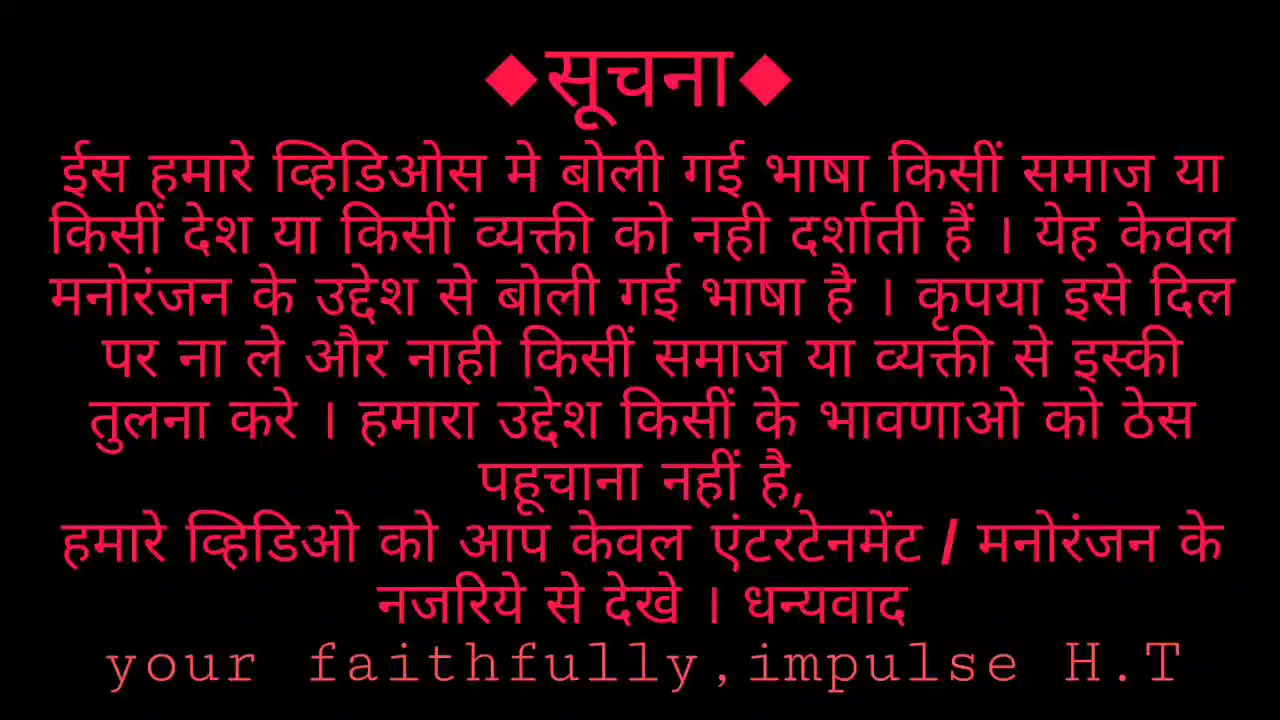 ◆सूचना◆
ईस हमारे व्हिडिओस मे बोली गई भाषा किसीं समाज या
किसीं देश या किसीं व्यक्ती को नही दर्शाती हैं । येह केवल
मनोरंजन के उद्देश से बोली गई भाषा है । कृपया इसे दिल
पर ना ले और नाही किसीं समाज या व्यक्ती से इस्की
तुलना करे । हमारा उद्देश किसीं के भावणाओ को ठेस
पहूचाना नहीं है,
हमारे व्हिडिओ को आप केवल एंटरटेनमेंट / मनोरंजन के
नजरिये से देखे । धन्यवाद
your faithfully,impulse H.T